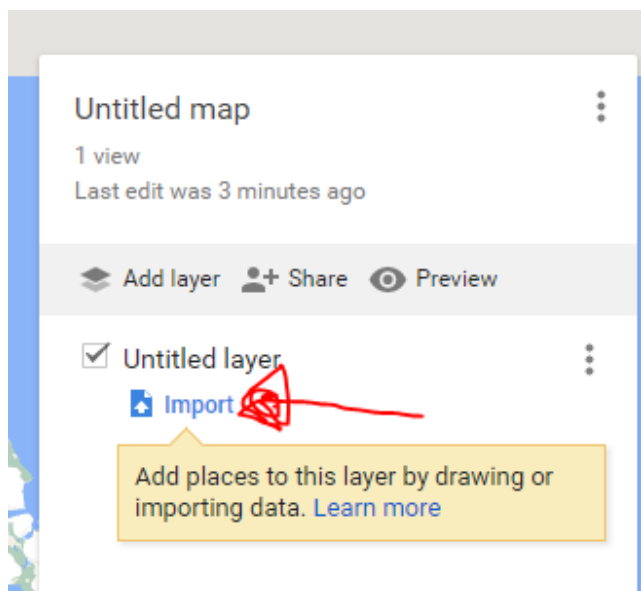 Untitled map
1 view
Last edit was 3 minutes ago
Add layer Share Preview
Untitled layer
Import
Add places to this layer by drawing or
importing data. Learn more